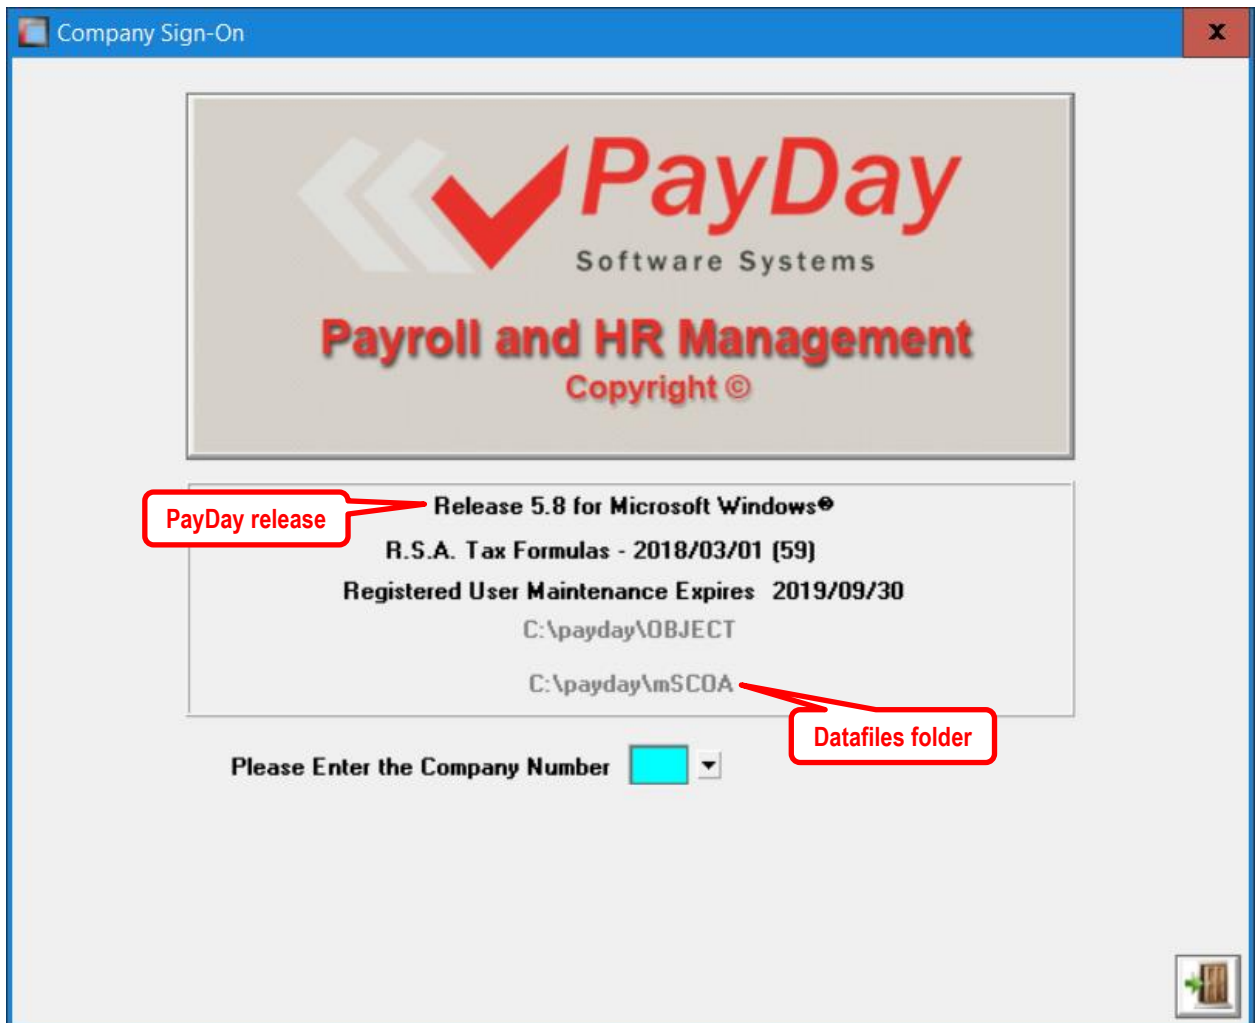 Company Sign-On
x
PayDay
Software Systems
Payroll and HR Management
Copyright ©
PayDay release
Release 5.8 for Microsoft Windows®
R.S.A. Tax Formulas - 2018/03/01 (59)
Registered User Maintenance Expires 2019/09/30
C:\payday\OBJECT
C:\payday\mSCOA
Datafiles folder
Please Enter the Company Number